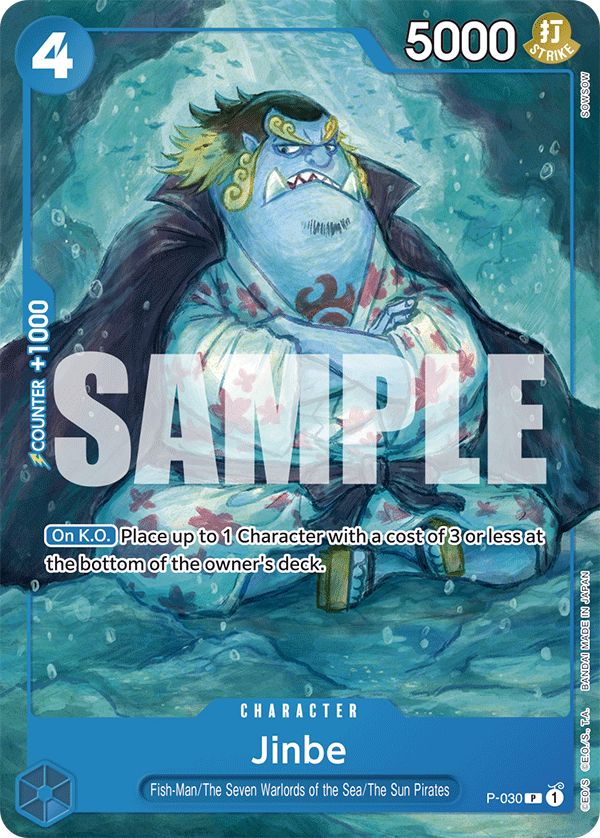 4
5000
打
STRIKE
SOWSOW
COUNTER +1000
SAMPLE
On K.O. Place up to 1 Character with a cost of 3 or less at
the bottom of the owner's deck.
©E.O/S ©E.O./S., T.A. BANDAI MADE IN JAPAN
CHARACTER
Jinbe
Fish-Man/The Seven Warlords of the Sea/The Sun Pirates
P-030 P 1